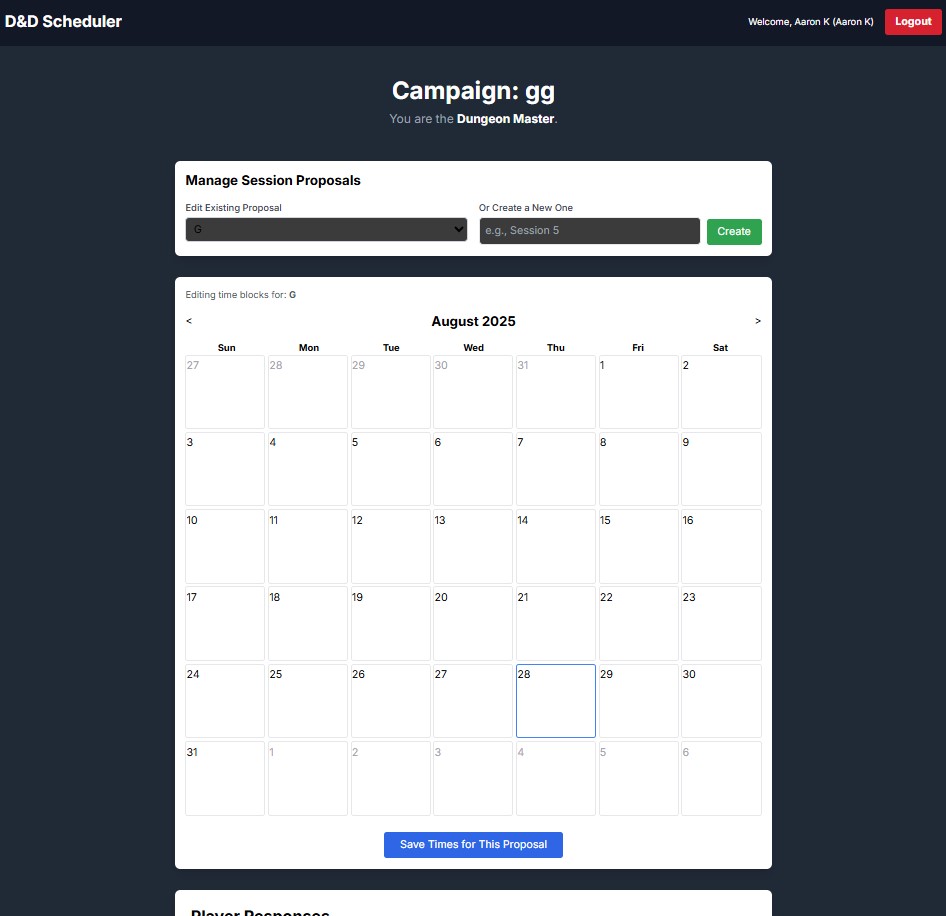 D&D Scheduler
Welcome, Aaron K (Aaron K)
Logout
Campaign: gg
You are the Dungeon Master.
Manage Session Proposals
Edit Existing Proposal
Or Create a New One
G
e.g., Session 5
Create
Editing time blocks for: G
<
August 2025
>
Sun Mon Tue Wed Thu Fri Sat
27 28 29 30 31 1 2
3 4 5 6 7 8 9
10 11 12 13 14 15 16
17 18 19 20 21 22 23
24 25 26 27 28 29 30
31 1 2 3 4 5 6
Save Times for This Proposal
Player Responses